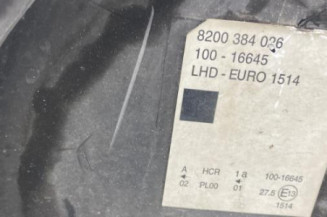 8200 384 026
100 - 16645
LHD - EURO 1514
A HCR 1 8 100-16645
02 PL00 01 27.5 E13
1514